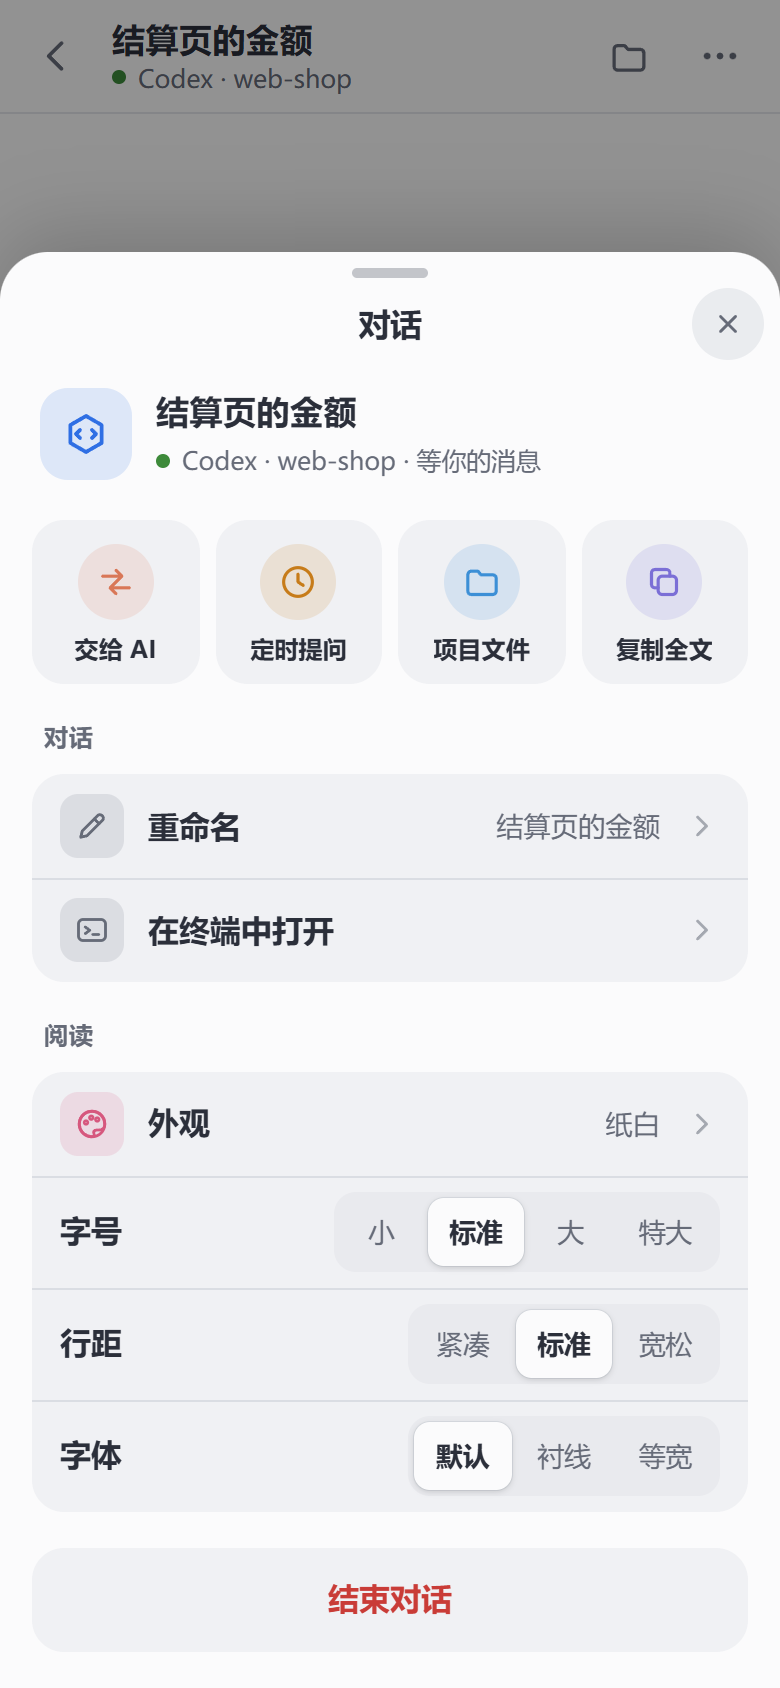 结算页的金额
Codex · web-shop
对话
结算页的金额
Codex · web-shop · 等你的消息
交给 AI
定时提问
项目文件
复制全文
对话
重命名 结算页的金额
在终端中打开
阅读
外观 纸白
字号 小 标准 大 特大
行距 紧凑 标准 宽松
字体 默认 衬线 等宽
结束对话